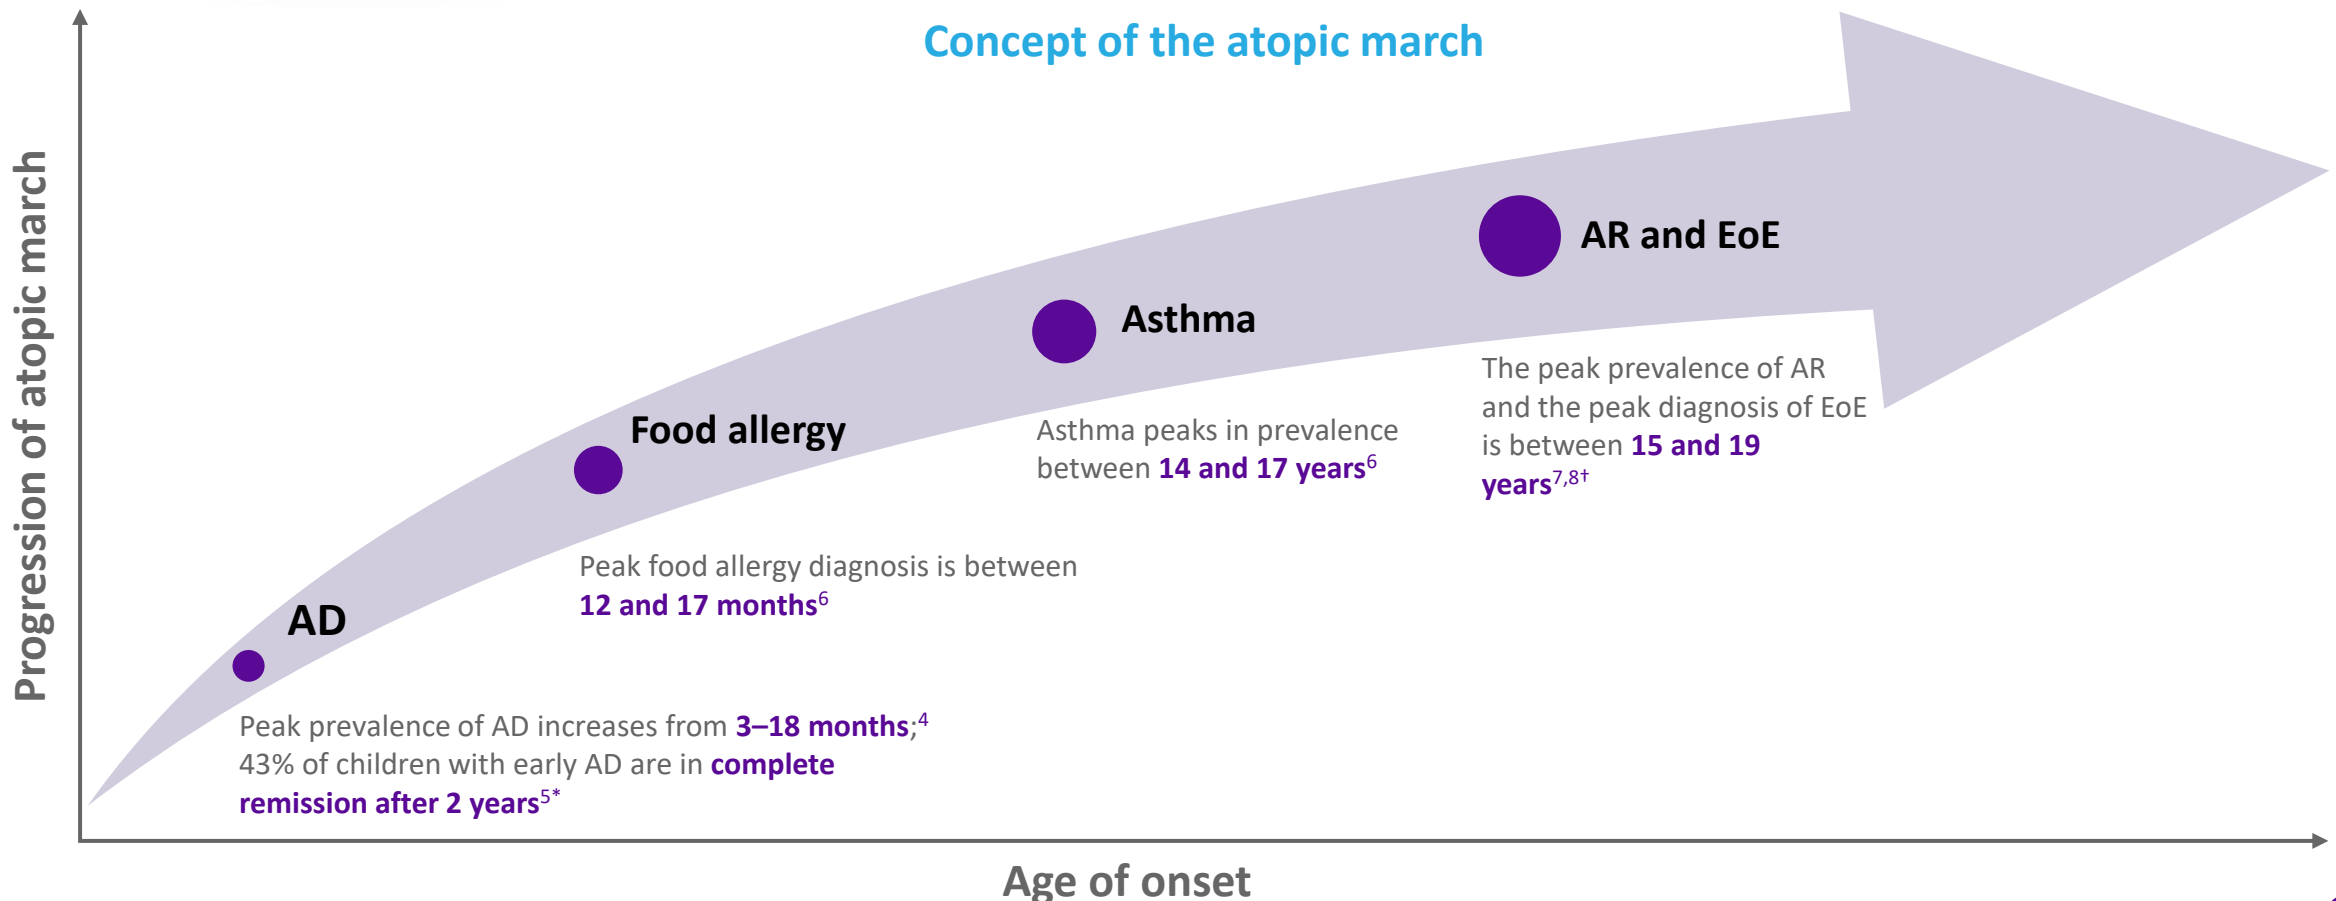 Concept of the atopic march
Progression of atopic march
AR and EoE
Asthma
The peak prevalence of AR
and the peak diagnosis of EoE
is between 15 and 19
years7,8†
Food allergy
Asthma peaks in prevalence
between 14 and 17 years6
Peak food allergy diagnosis is between
12 and 17 months6
AD
Peak prevalence of AD increases from 3–18 months;4
43% of children with early AD are in complete
remission after 2 years5*
Age of onset